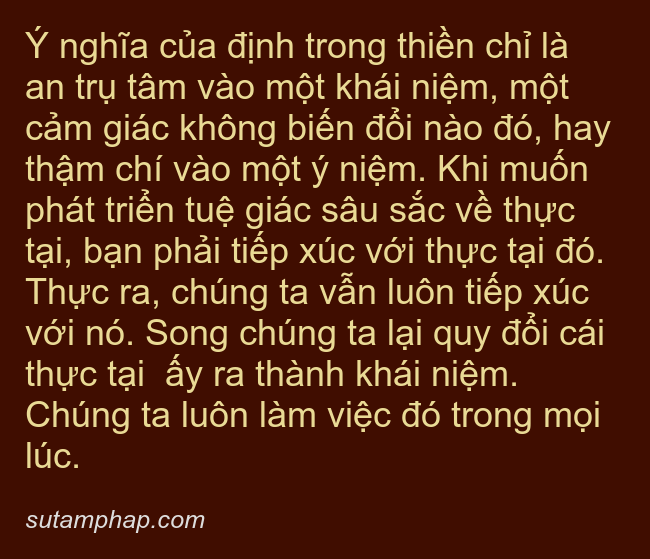 Ý nghĩa của định trong thiền chỉ là
an trụ tâm vào một khái niệm, một
cảm giác không biến đổi nào đó, hay
thậm chí vào một ý niệm. Khi muốn
phát triển tuệ giác sâu sắc về thực
tại, bạn phải tiếp xúc với thực tại đó.
Thực ra, chúng ta vẫn luôn tiếp xúc
với nó. Song chúng ta lại quy đổi cái
thực tại  ấy ra thành khái niệm.
Chúng ta luôn làm việc đó trong mọi
lúc.
sutamphap.com